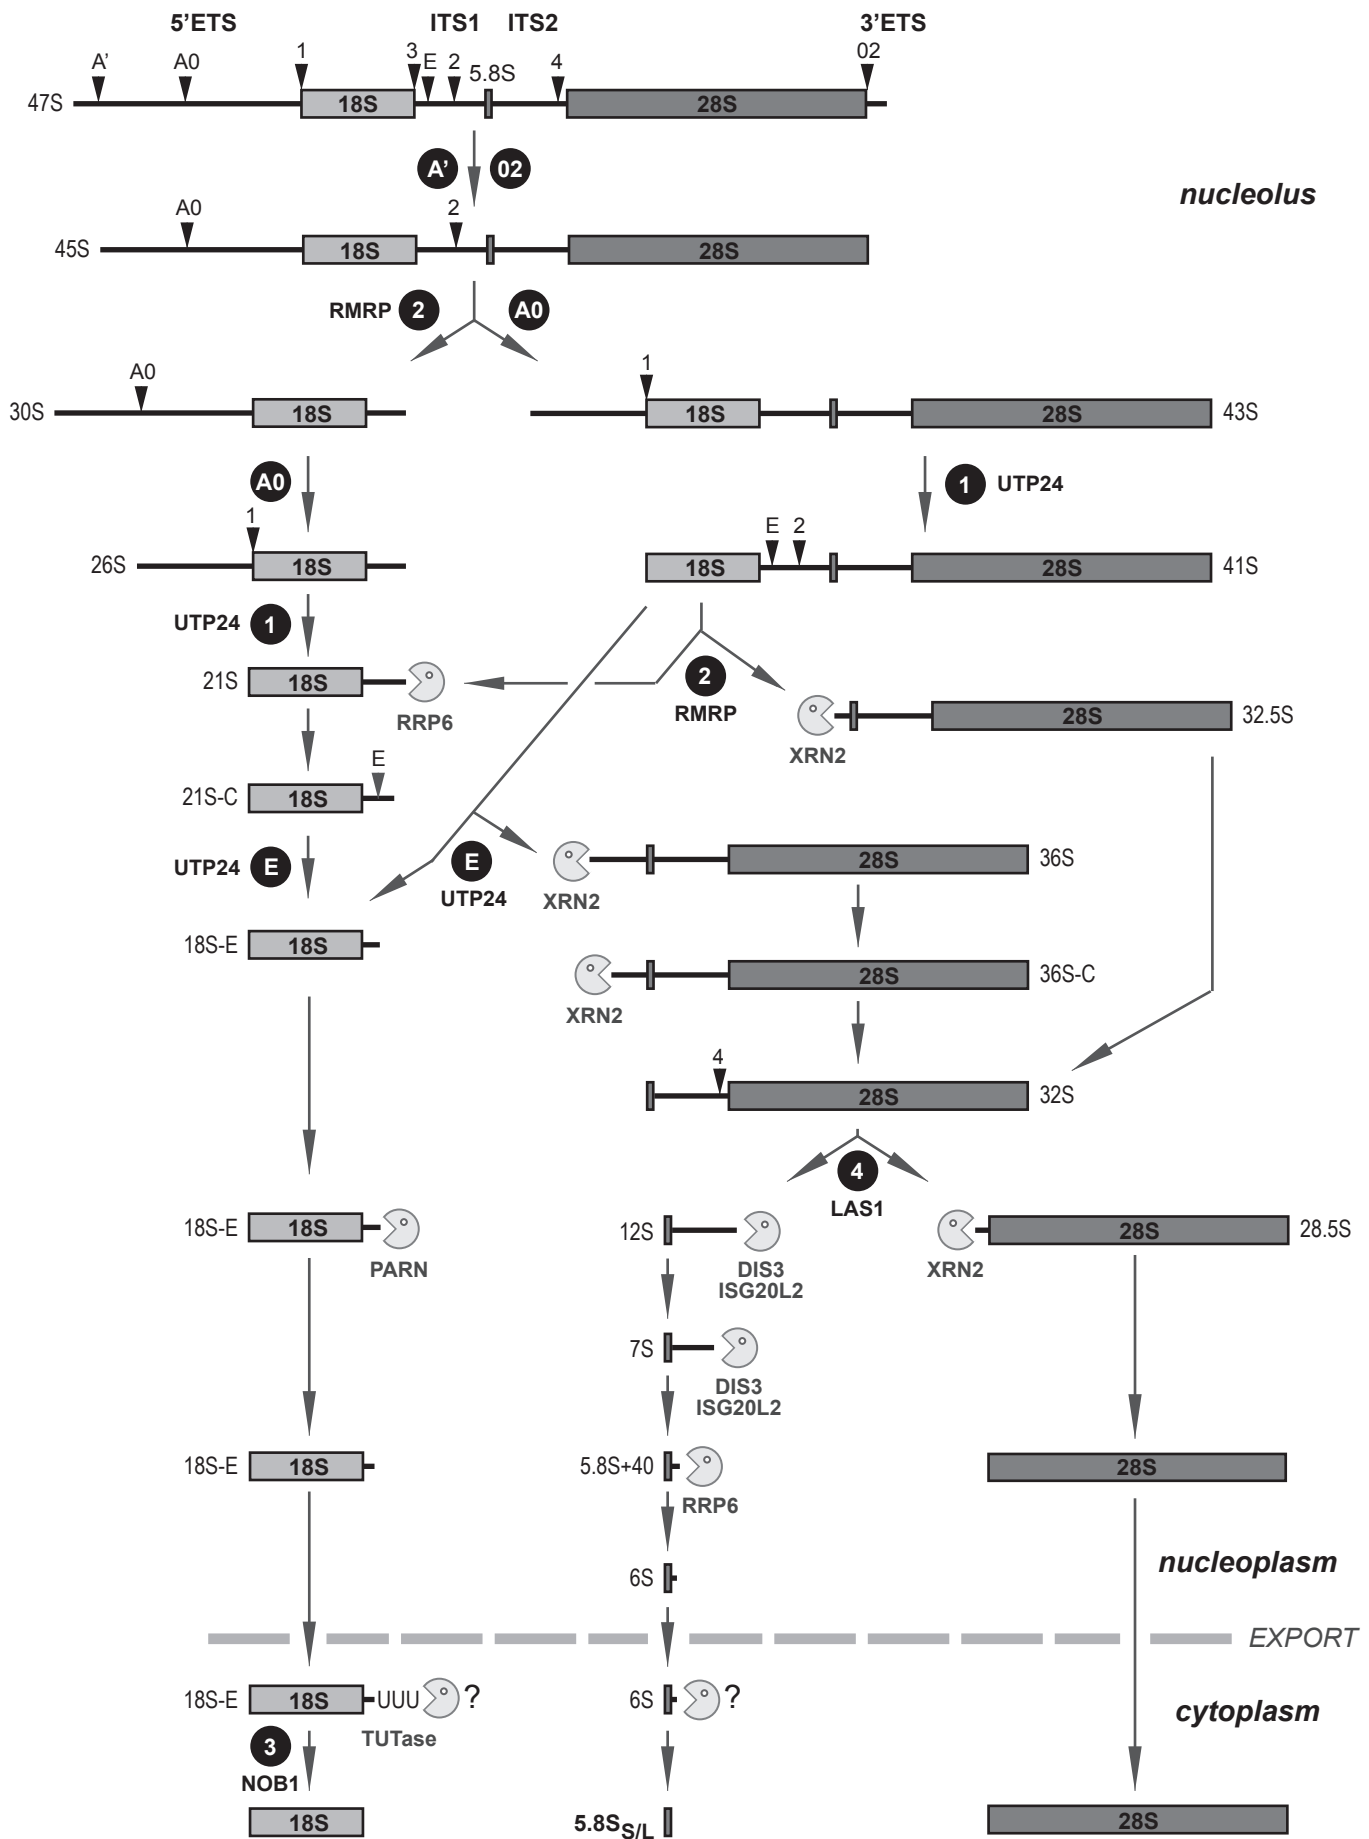 5'ETS ITS1 ITS2 3'ETS
A' A0 1 3 E 2 5.8S 4 02
47S 18S 28S
A' 02
nucleolus
A0 2
45S 18S 28S
RMRP 2 A0
A0 1
30S 18S 18S 28S 43S
A0 1 UTP24
1 E 2
26S 18S 18S 28S 41S
UTP24 1
21S 18S 2
RRP6 RMRP 28S 32.5S
XRN2
E
21S-C 18S
UTP24 E E 28S 36S
UTP24 XRN2
18S-E 18S
28S 36S-C
XRN2
4
28S 32S
4
LAS1
18S-E 18S 12S 28S 28.5S
PARN DIS3 XRN2
ISG20L2
7S
DIS3
ISG20L2
18S-E 18S 5.8S+40 28S
RRP6
nucleoplasm
6S
EXPORT
18S-E 18S UUU ? 6S ? cytoplasm
TUTase
3
NOB1
18S 5.8S S/L 28S